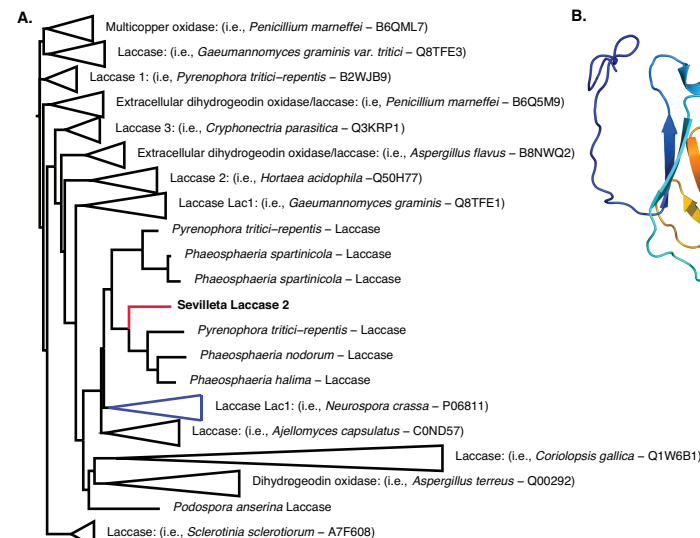 A.
B.
Multicopper oxidase: (i.e., Penicillium marneffei – B6QML7)
Laccase: (i.e., Gaeumannomyces graminis var. tritici - Q8TFE3)
Laccase 1: (i.e, Pyrenophora tritici–repentis – B2WJB9)
Extracellular dihydrogeodin oxidase/laccase: (i.e, Penicillium marneffei – B6Q5M9)
Laccase 3: (i.e., Cryphonectria parasitica – Q3KRP1)
Extracellular dihydrogeodin oxidase/laccase: (i.e., Aspergillus flavus – B8NWQ2)
Laccase 2: (i.e., Hortaea acidophila –Q50H77)
Laccase Lac1: (i.e., Gaeumannomyces graminis – Q8TFE1)
Pyrenophora tritici–repentis – Laccase
Phaeosphaeria spartinicola – Laccase
Phaeosphaeria spartinicola – Laccase
Sevilleta Laccase 2
Pyrenophora tritici–repentis – Laccase
Phaeosphaeria nodorum – Laccase
Phaeosphaeria halima – Laccase
Laccase Lac1: (i.e., Neurospora crassa – P06811)
Laccase: (i.e., Ajellomyces capsulatus – C0ND57)
Laccase: (i.e., Coriolopsis gallica – Q1W6B1)
Dihydrogeodin oxidase: (i.e., Aspergillus terreus – Q00292)
Podospora anserina Laccase
Laccase: (i.e., Sclerotinia sclerotiorum – A7F608)